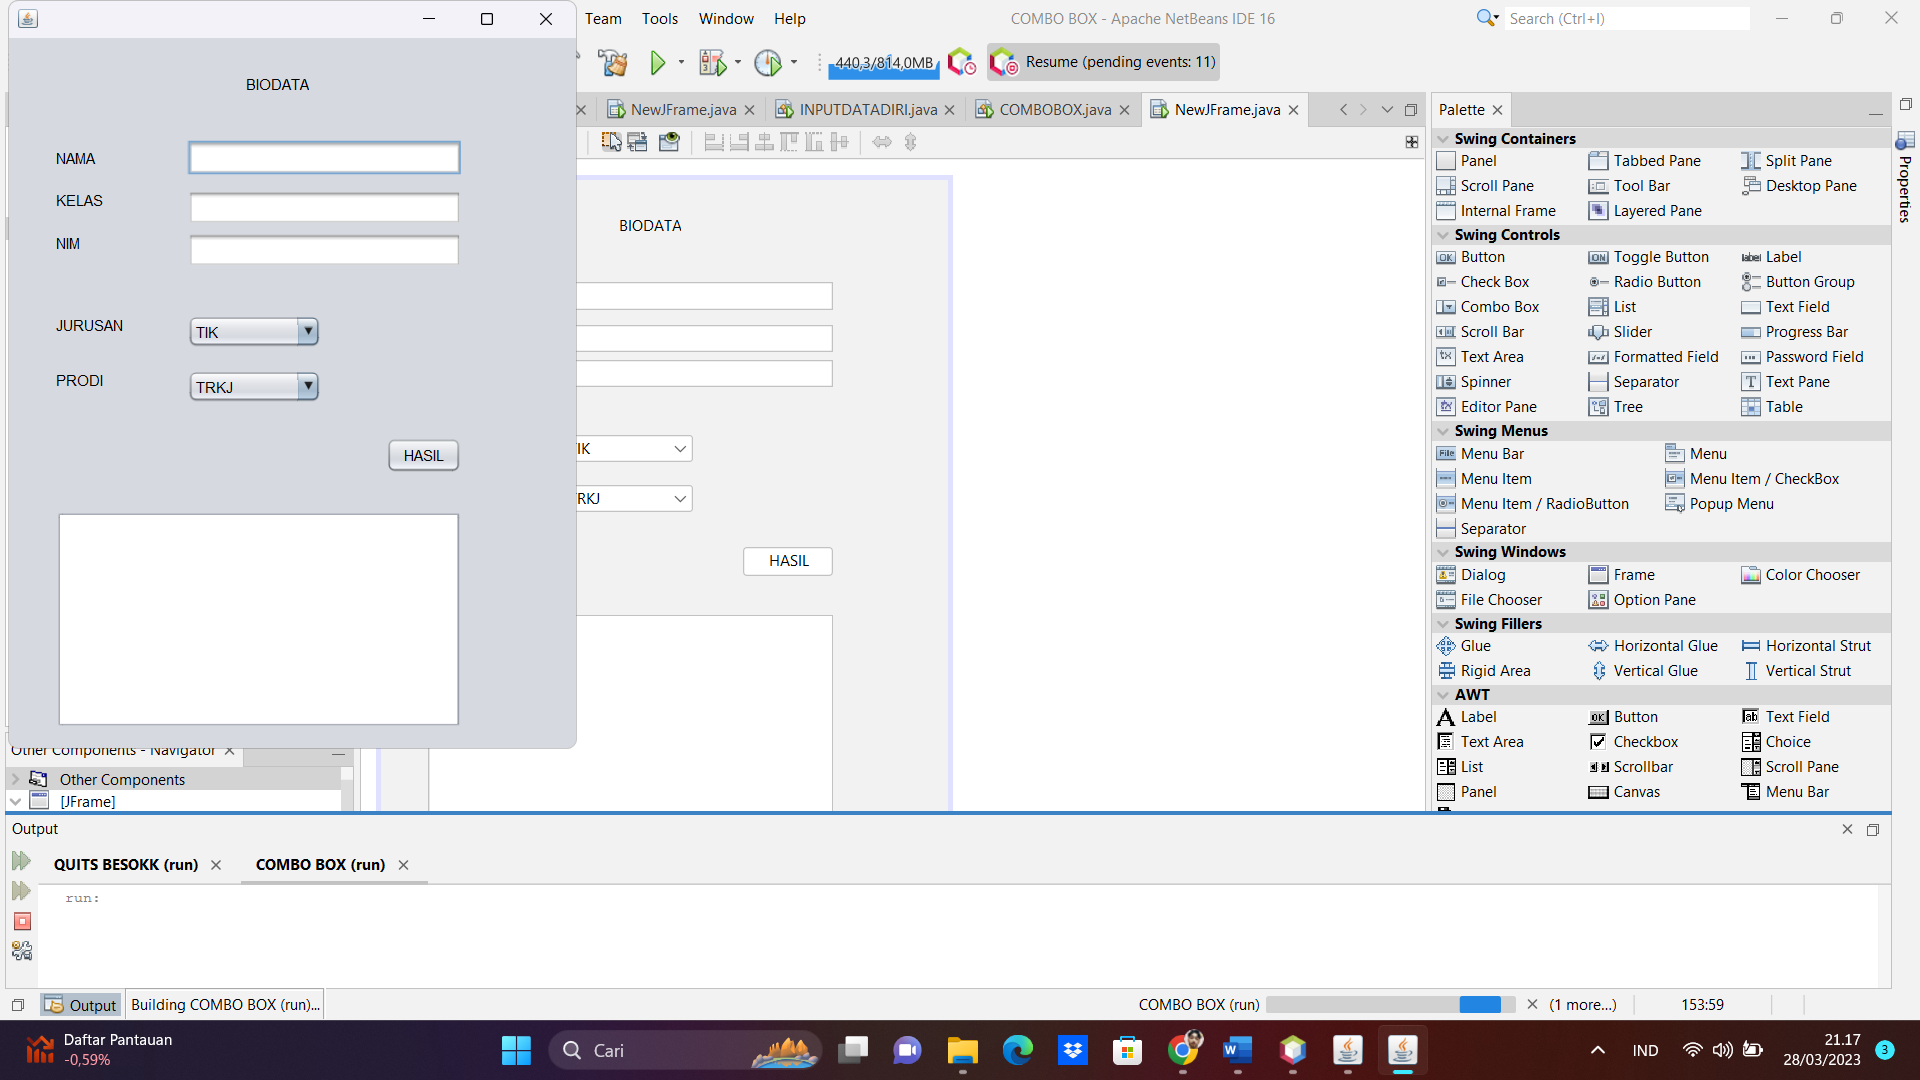 Team Tools Window Help
COMBO BOX - Apache NetBeans IDE 16
Search (Ctrl+I)
440,3/814,0MB
Resume (pending events: 11)
NewJFrame.java
INPUTDATADIRI.java
COMBOBOX.java
NewJFrame.java
BIODATA
NAMA
KELAS
NIM
JURUSAN
TIK
PRODI
TRKJ
HASIL
BIODATA
IK
RKJ
HASIL
Palette
Swing Containers
Panel Tabbed Pane Split Pane
Scroll Pane Tool Bar Desktop Pane
Internal Frame Layered Pane
Swing Controls
Button Toggle Button Label
Check Box Radio Button Button Group
Combo Box List Text Field
Scroll Bar Slider Progress Bar
Text Area Formatted Field Password Field
Spinner Separator Text Pane
Editor Pane Tree Table
Swing Menus
Menu Bar Menu
Menu Item Menu Item / CheckBox
Menu Item / RadioButton Popup Menu
Separator
Swing Windows
Dialog Frame Color Chooser
File Chooser Option Pane
Swing Fillers
Glue Horizontal Glue Horizontal Strut
Rigid Area Vertical Glue Vertical Strut
AWT
Label Button Text Field
Text Area Checkbox Choice
List Scrollbar Scroll Pane
Panel Canvas Menu Bar
Properties
Other Components - Navigator
Other Components
[JFrame]
Output
QUITS BESOKK (run)
COMBO BOX (run)
run:
Output
Building COMBO BOX (run)...
COMBO BOX (run)
(1 more...)
153:59
Daftar Pantauan
-0,59%
Cari
IND
21.17
28/03/2023
3